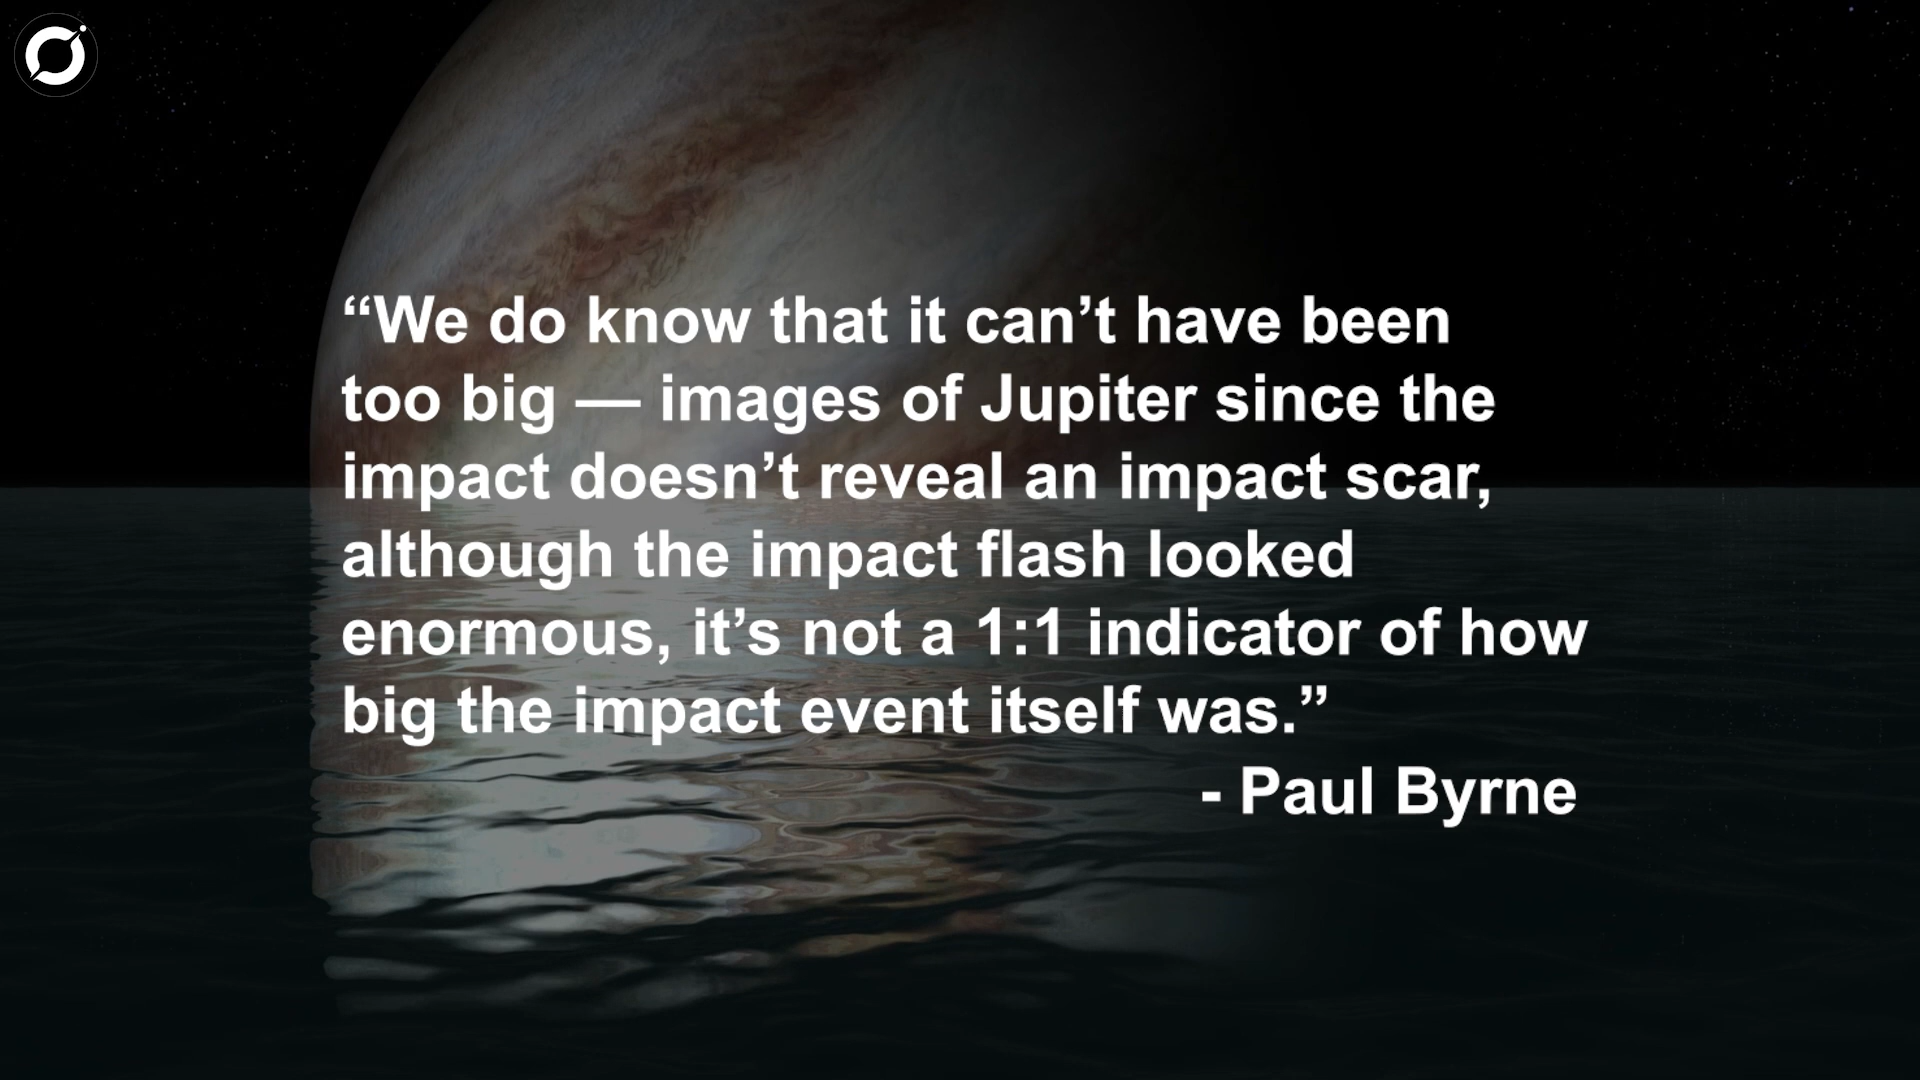 “We do know that it can’t have been
too big — images of Jupiter since the
impact doesn’t reveal an impact scar,
although the impact flash looked
enormous, it’s not a 1:1 indicator of how
big the impact event itself was.”
- Paul Byrne